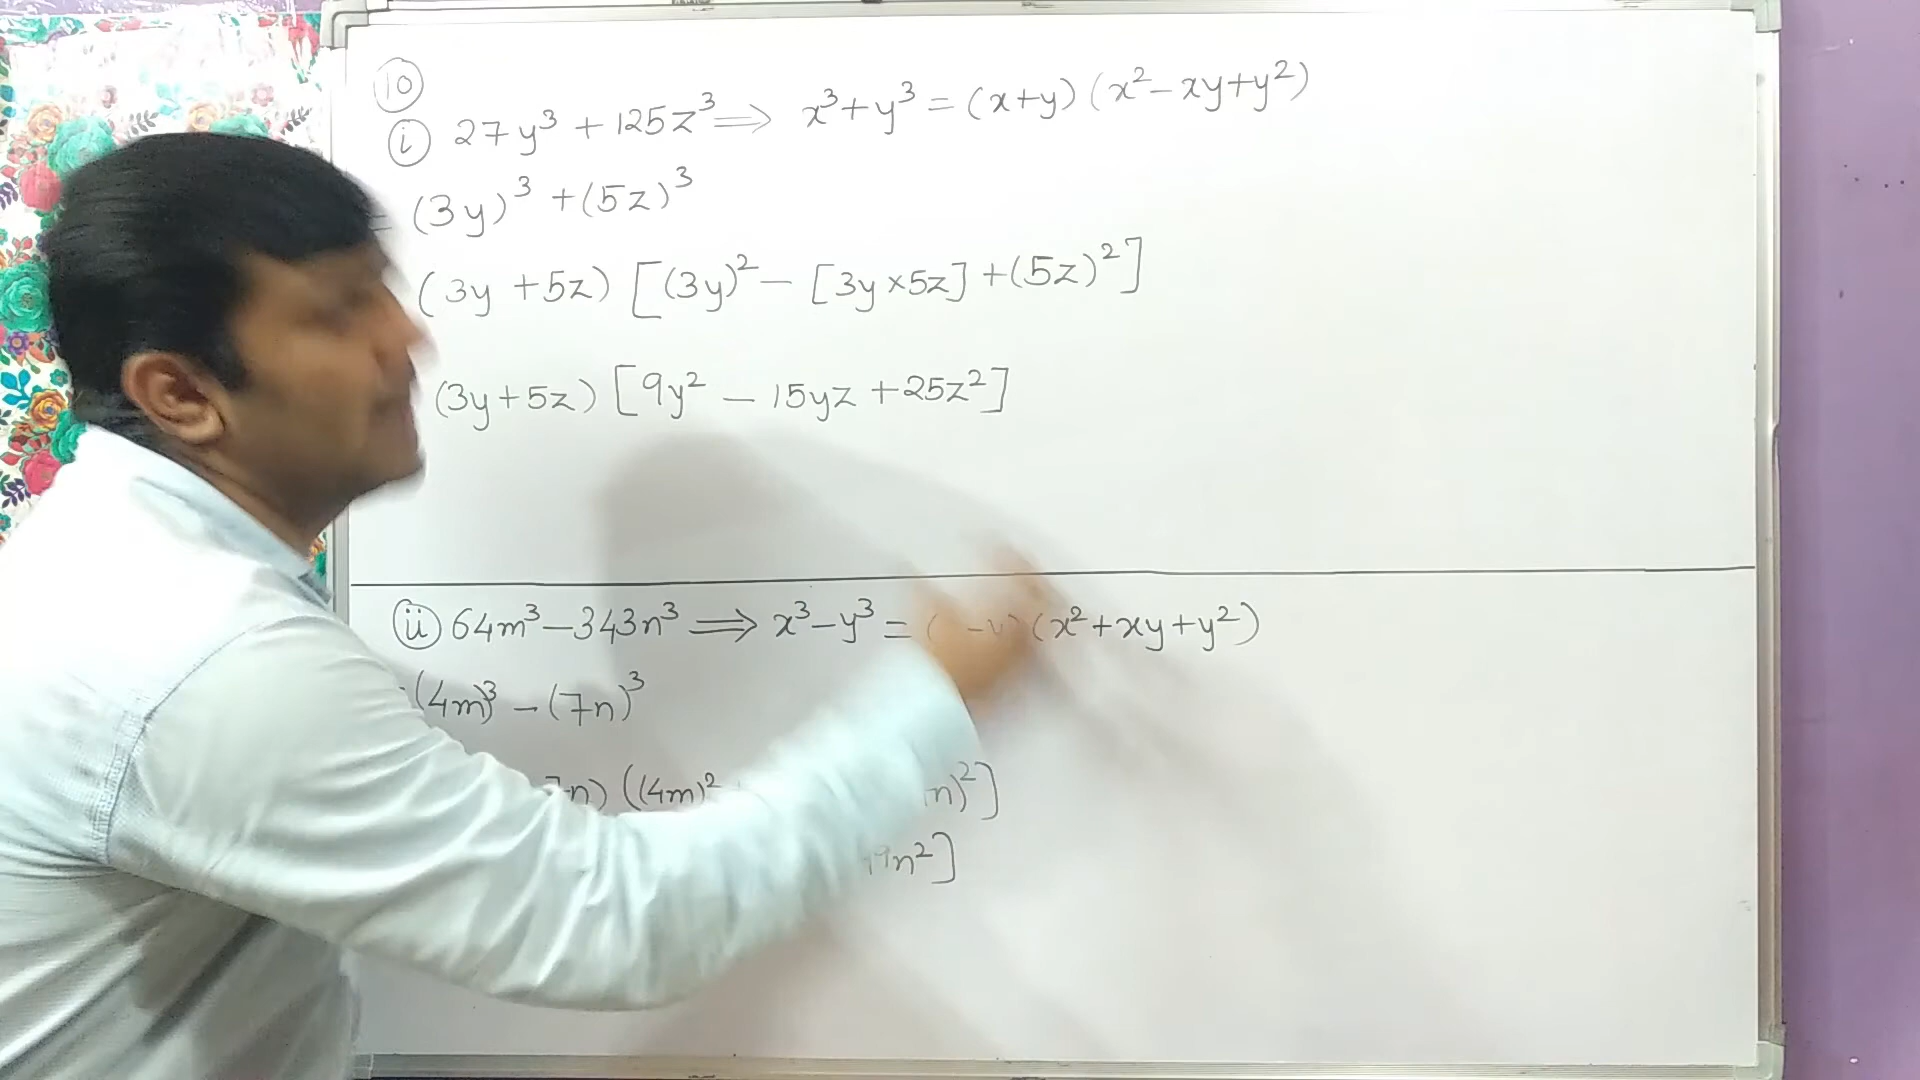 10
i 27y³ + 125z³ ⟹ x³+y³ = (x+y) (x²-xy+y²)
(3y)³ + (5z)³
(3y + 5z) [(3y)² - [3y × 5z] + (5z)²]
(3y + 5z) [9y² - 15yz + 25z²]
ii 64m³ - 343n³ ⟹ x³-y³ = (x²+xy+y²)
(4m)³ - (7n)³
n) ((4m)² n)²]
9n²]